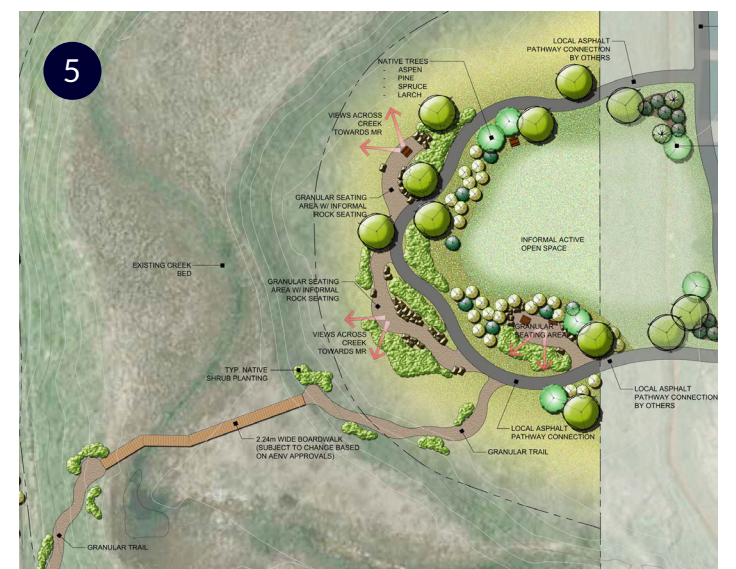 5
LOCAL ASPHALT
PATHWAY CONNECTION
BY OTHERS
NATIVE TREES
- ASPEN
- PINE
- SPRUCE
- LARCH
VIEWS ACROSS
CREEK
TOWARDS MR
GRANULAR SEATING
AREA W/ INFORMAL
ROCK SEATING
INFORMAL ACTIVE
OPEN SPACE
EXISTING CREEK
BED
GRANULAR SEATING
AREA W/ INFORMAL
ROCK SEATING
GRANULAR
SEATING AREA
VIEWS ACROSS
CREEK
TOWARDS MR
TYP. NATIVE
SHRUB PLANTING
LOCAL ASPHALT
PATHWAY CONNECTION
BY OTHERS
LOCAL ASPHALT
PATHWAY CONNECTION
2.24m WIDE BOARDWALK
(SUBJECT TO CHANGE BASED
ON AENV APPROVALS)
GRANULAR TRAIL
GRANULAR TRAIL